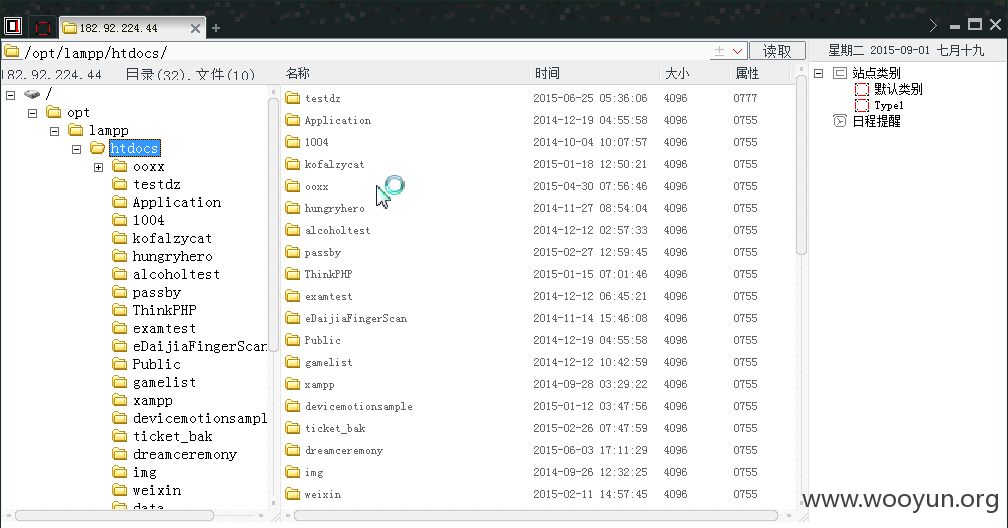 182.92.224.44
/opt/lampp/htdocs/
读取
星期二 2015-09-01 七月十九
182.92.224.44 目录(32),文件(10)
名称 时间 大小 属性
/
opt
lampp
htdocs
ooxx
testdz
Application
1004
kofalzycat
hungryhero
alcoholtest
passby
ThinkPHP
examtest
eDaijiaFingerScan
Public
gamelist
xampp
devicemotionsampl
ticket_bak
dreamceremony
img
weixin
data
testdz 2015-06-25 05:36:06 4096 0777
Application 2014-12-19 04:55:58 4096 0755
1004 2014-10-04 10:07:57 4096 0755
kofalzycat 2015-01-18 12:50:21 4096 0755
ooxx 2015-04-30 07:56:46 4096 0755
hungryhero 2014-11-27 08:54:04 4096 0755
alcoholtest 2014-12-12 02:57:33 4096 0755
passby 2015-02-27 12:59:45 4096 0755
ThinkPHP 2015-01-15 07:01:46 4096 0755
examtest 2014-12-12 06:45:21 4096 0755
eDaijiaFingerScan 2014-11-14 15:46:08 4096 0755
Public 2014-12-19 04:55:58 4096 0755
gamelist 2014-12-12 10:42:59 4096 0755
xampp 2014-09-28 03:29:22 4096 0755
devicemotionsample 2015-01-12 03:47:56 4096 0755
ticket_bak 2015-02-26 07:47:59 4096 0755
dreamceremony 2015-06-03 17:11:29 4096 0755
img 2014-09-26 12:32:25 4096 0755
weixin 2015-02-11 14:57:45 4096 0755
站点类别
默认类别
Type1
日程提醒
www.wooyun.org